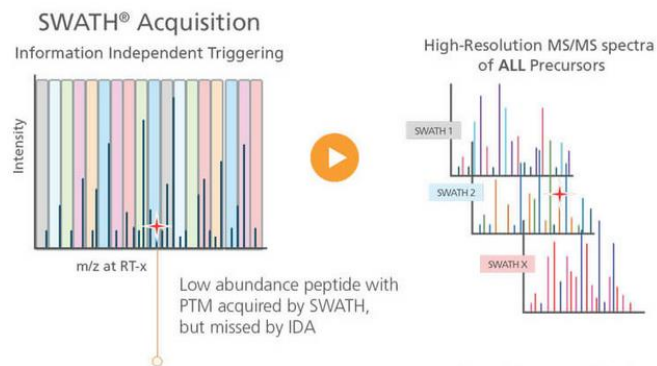 SWATH® Acquisition
Information Independent Triggering
Intensity
m/z at RT-x
Low abundance peptide with
PTM acquired by SWATH,
but missed by IDA
High-Resolution MS/MS spectra
of ALL Precursors
SWATH 1
SWATH 2
SWATH X